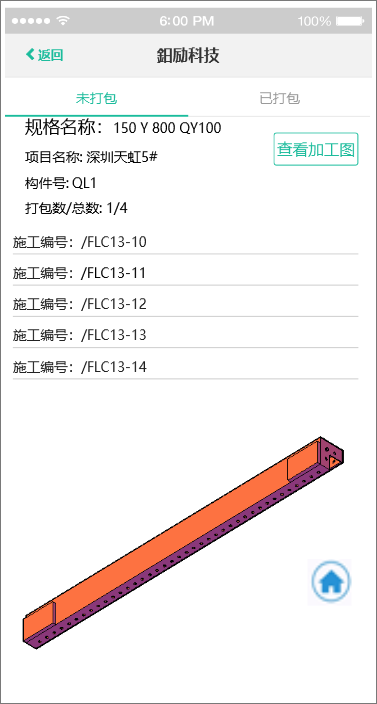 6:00 PM
100%
返回
鈤励科技
未打包
已打包
规格名称：150 Y 800 QY100
查看加工图
项目名称: 深圳天虹5#
构件号: QL1
打包数/总数: 1/4
施工编号：/FLC13-10
施工编号：/FLC13-11
施工编号：/FLC13-12
施工编号：/FLC13-13
施工编号：/FLC13-14